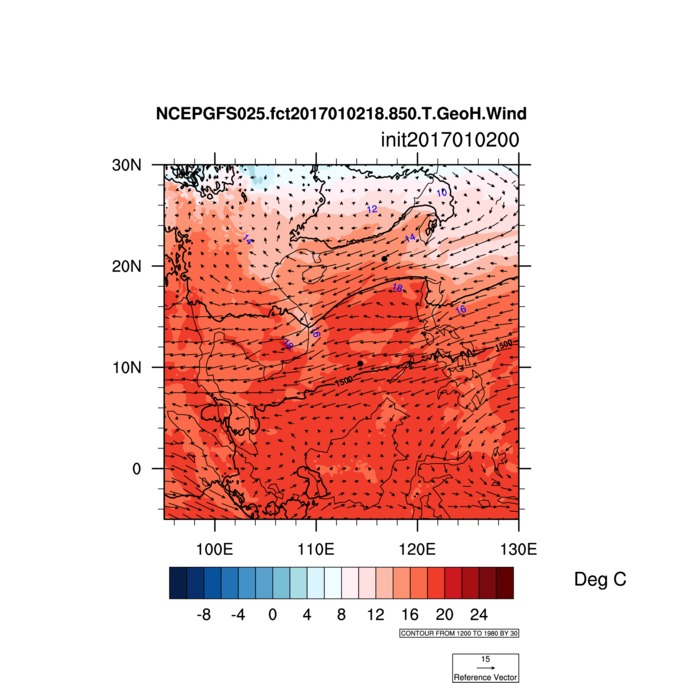 NCEPGFS025.fct2017010218.850.T.GeoH.Wind
init2017010200
30N
20N
10N
0
10
12
14
14
18
16
16
18
1500
1500
100E
110E
120E
130E
-8
-4
0
4
8
12
16
20
24
Deg C
CONTOUR FROM 1200 TO 1980 BY 30
15
Reference Vector